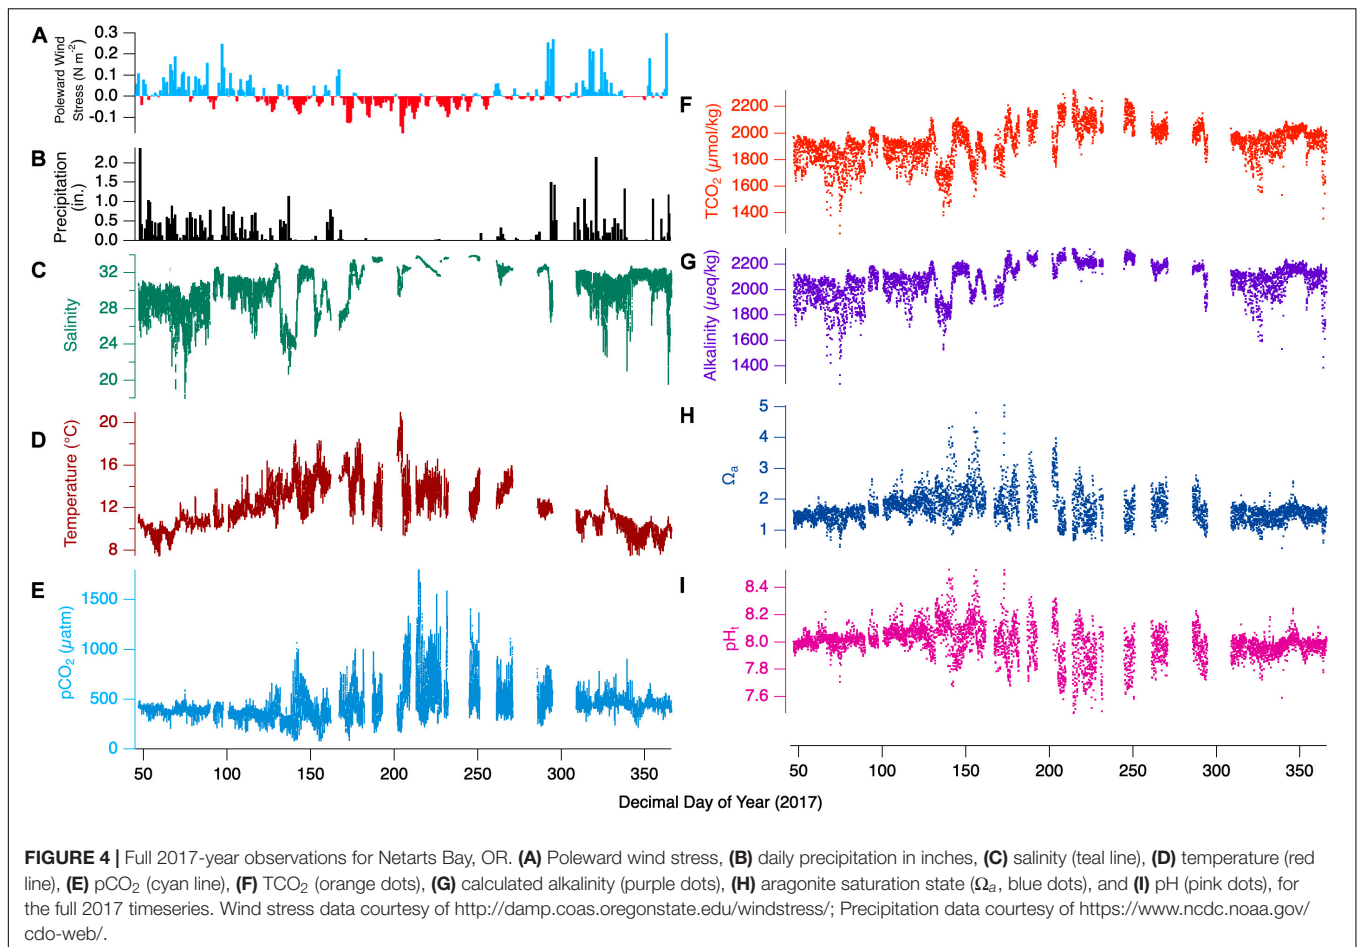 A
Poleward Wind
Stress (N m-2)
0.3
0.2
0.1
0.0
-0.1
B
Precipitation
(in.)
2.0
1.5
1.0
0.5
0.0
C
Salinity
32
28
24
20
D
Temperature (°C)
20
16
12
8
E
pCO2 (µatm)
1500
1000
500
0
50 100 150 200 250 300 350
F
TCO2 (µmol/kg)
2200
2000
1800
1600
1400
G
Alkalinity (µeq/kg)
2200
2000
1800
1600
1400
H
Ωa
5
4
3
2
1
I
pHt
8.4
8.2
8.0
7.8
7.6
50 100 150 200 250 300 350
Decimal Day of Year (2017)
FIGURE 4 | Full 2017-year observations for Netarts Bay, OR. (A) Poleward wind stress, (B) daily precipitation in inches, (C) salinity (teal line), (D) temperature (red
line), (E) pCO2 (cyan line), (F) TCO2 (orange dots), (G) calculated alkalinity (purple dots), (H) aragonite saturation state (Ωa, blue dots), and (I) pH (pink dots), for
the full 2017 timeseries. Wind stress data courtesy of http://damp.coas.oregonstate.edu/windstress/; Precipitation data courtesy of https://www.ncdc.noaa.gov/
cdo-web/.